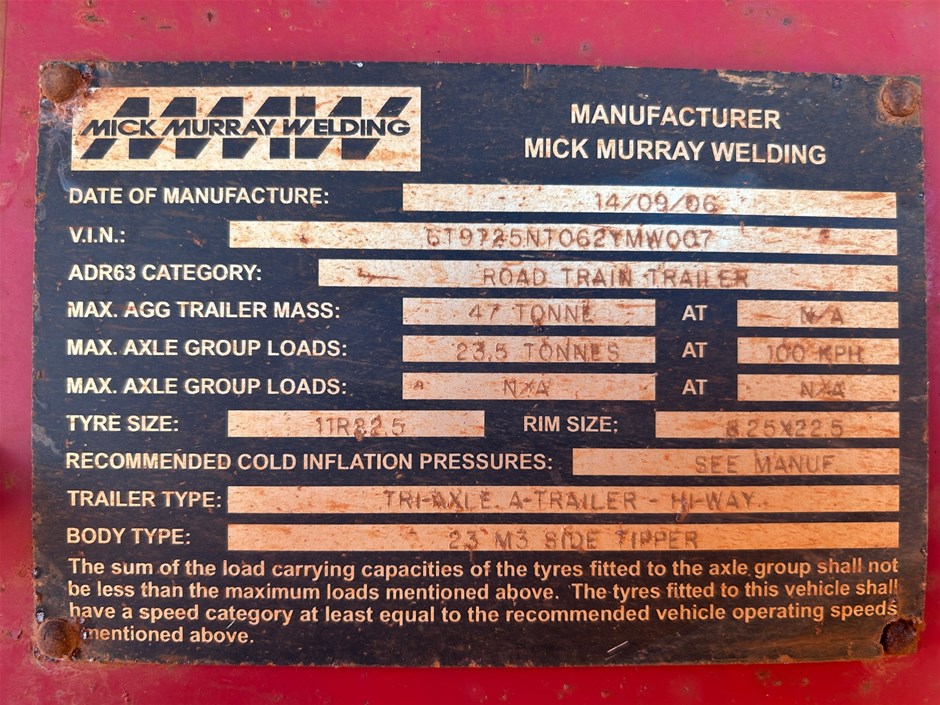 MICK MURRAY WELDING
MANUFACTURER
MICK MURRAY WELDING
DATE OF MANUFACTURE: 14/09/06
V.I.N.: 6T9T25NT062YMW007
ADR63 CATEGORY: ROAD TRAIN TRAILER
MAX. AGG TRAILER MASS: 47 TONNE AT N/A
MAX. AXLE GROUP LOADS: 23.5 TONNES AT 100 KPH
MAX. AXLE GROUP LOADS: N/A AT N/A
TYRE SIZE: 11R22.5 RIM SIZE: 8.25X22.5
RECOMMENDED COLD INFLATION PRESSURES: SEE MANUF
TRAILER TYPE: TRI-AXLE A-TRAILER - HI-WAY
BODY TYPE: 23 M3 SIDE TIPPER
The sum of the load carrying capacities of the tyres fitted to the axle group shall not
be less than the maximum loads mentioned above. The tyres fitted to this vehicle shall
have a speed category at least equal to the recommended vehicle operating speeds
mentioned above.